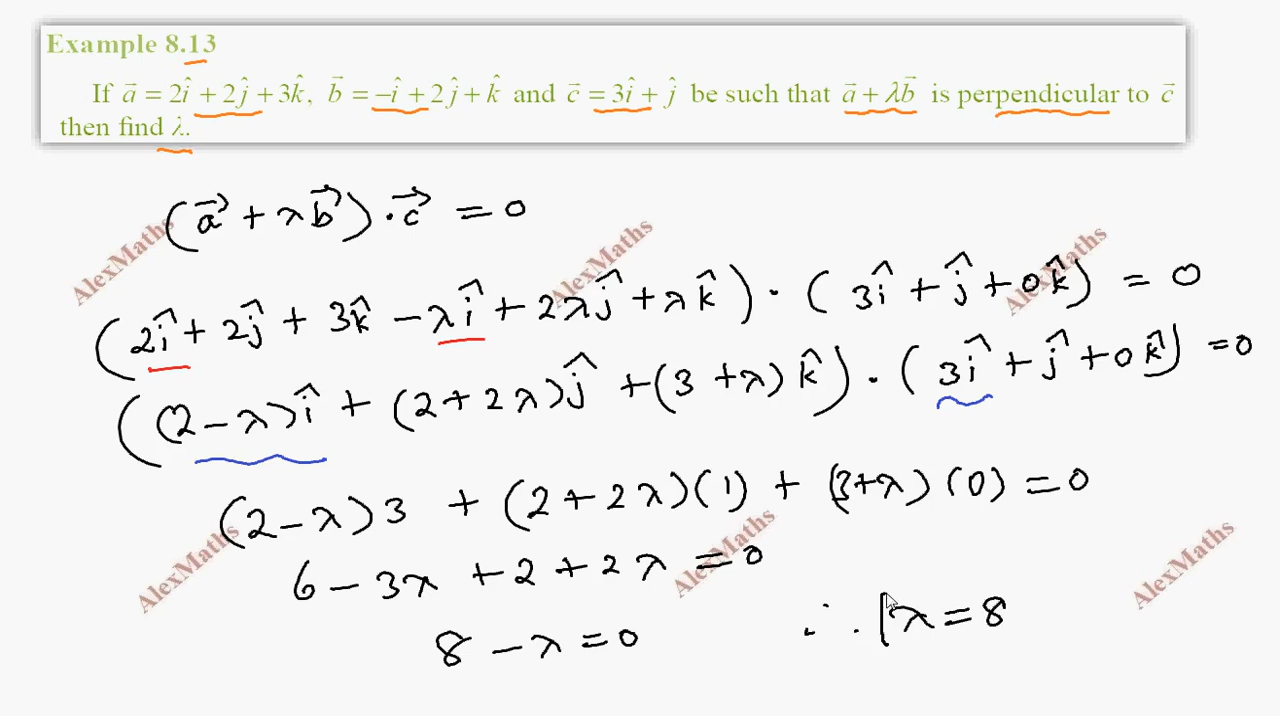 Example 8.13
If a⃗ = 2î + 2ĵ + 3k̂, b⃗ = −î + 2ĵ + k̂ and c⃗ = 3î + ĵ be such that a⃗ + λb⃗ is perpendicular to c⃗
then find λ.
(a⃗ + λb⃗) · c⃗ = 0
(2î + 2ĵ + 3k̂ − λî + 2λĵ + λk̂) · (3î + ĵ + 0k̂) = 0
((2 − λ)î + (2 + 2λ)ĵ + (3 + λ)k̂) · (3î + ĵ + 0k̂) = 0
(2 − λ)3 + (2 + 2λ)(1) + (3+λ)(0) = 0
6 − 3λ + 2 + 2λ = 0
8 − λ = 0 ∴ λ = 8
AlexMaths
AlexMaths
AlexMaths
AlexMaths
AlexMaths
AlexMaths